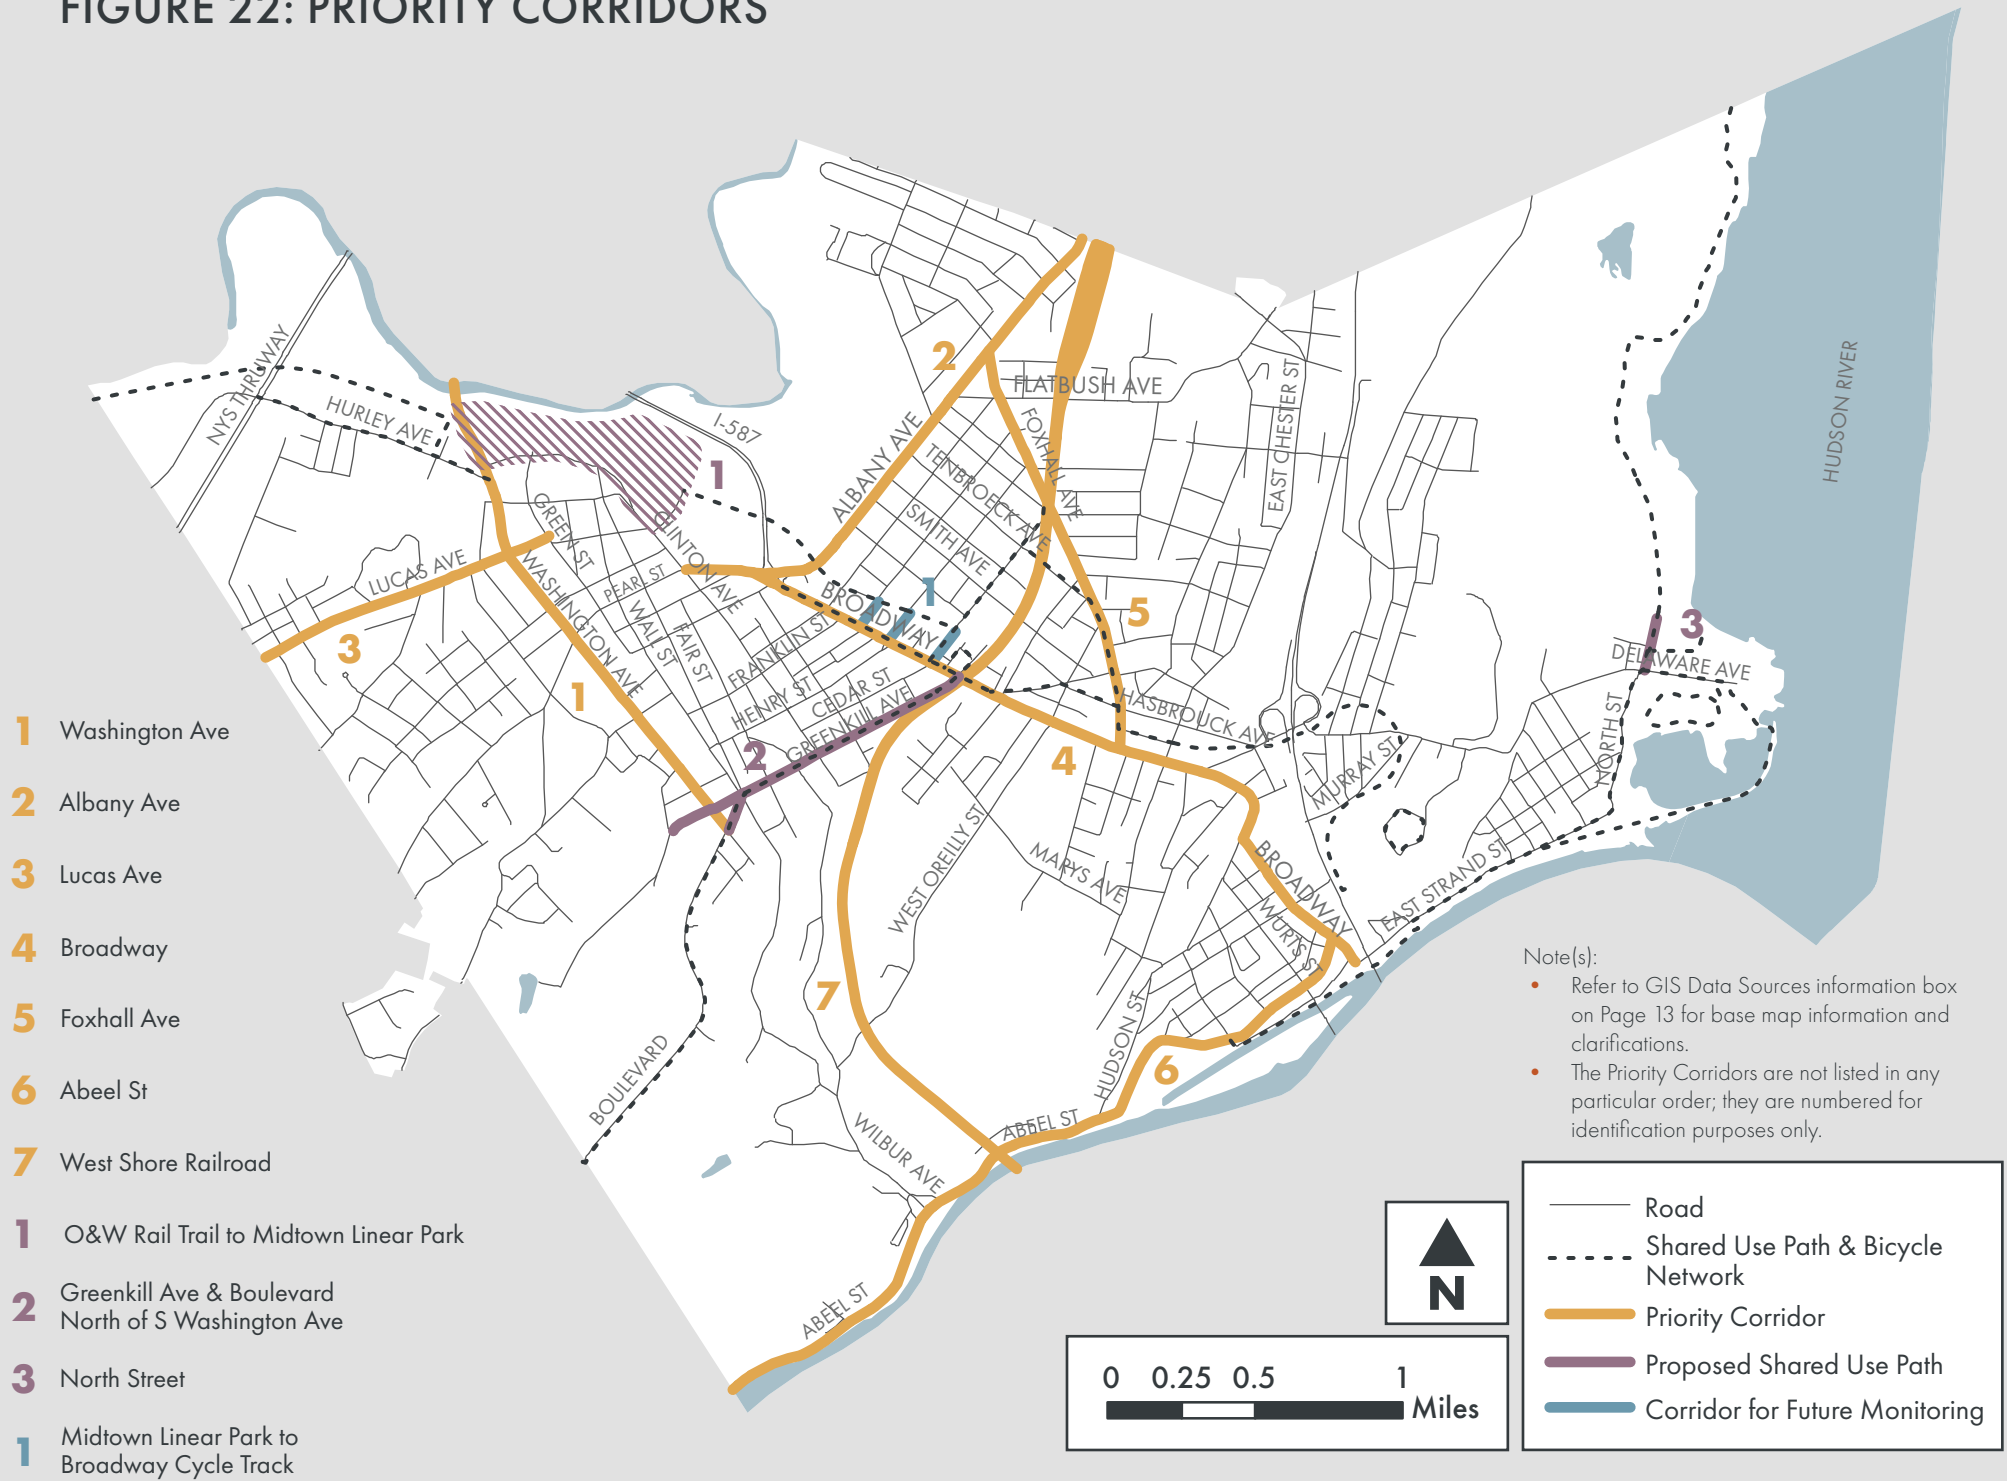 FIGURE 22: PRIORITY CORRIDORS
NYS THRUWAY
HURLEY AVE
I-587
1
2
FLATBUSH AVE
FOXHALL AVE
ALBANY AVE
TENBROECK AVE
SMITH AVE
EAST CHESTER ST
HUDSON RIVER
GREEN ST
CLINTON AVE
LUCAS AVE
3
WASHINGTON AVE
PEARL ST
WALL ST
FAIR ST
FRANKLIN ST
BROADWAY
1
5
3
DELAWARE AVE
1
HENRY ST
CEDAR ST
GREENKILL AVE
2
4
HASBROUCK AVE
MURRAY ST
NORTH ST
WEST OREILLY ST
MARYS AVE
BROADWAY
WURTS ST
EAST STRAND ST
7
HUDSON ST
6
BOULEVARD
WILBUR AVE
ABEEL ST
ABEEL ST
1 Washington Ave
2 Albany Ave
3 Lucas Ave
4 Broadway
5 Foxhall Ave
6 Abeel St
7 West Shore Railroad
1 O&W Rail Trail to Midtown Linear Park
2 Greenkill Ave & Boulevard
North of S Washington Ave
3 North Street
1 Midtown Linear Park to
Broadway Cycle Track
Note(s):
• Refer to GIS Data Sources information box
on Page 13 for base map information and
clarifications.
• The Priority Corridors are not listed in any
particular order; they are numbered for
identification purposes only.
N
0 0.25 0.5 1
Miles
Road
Shared Use Path & Bicycle
Network
Priority Corridor
Proposed Shared Use Path
Corridor for Future Monitoring